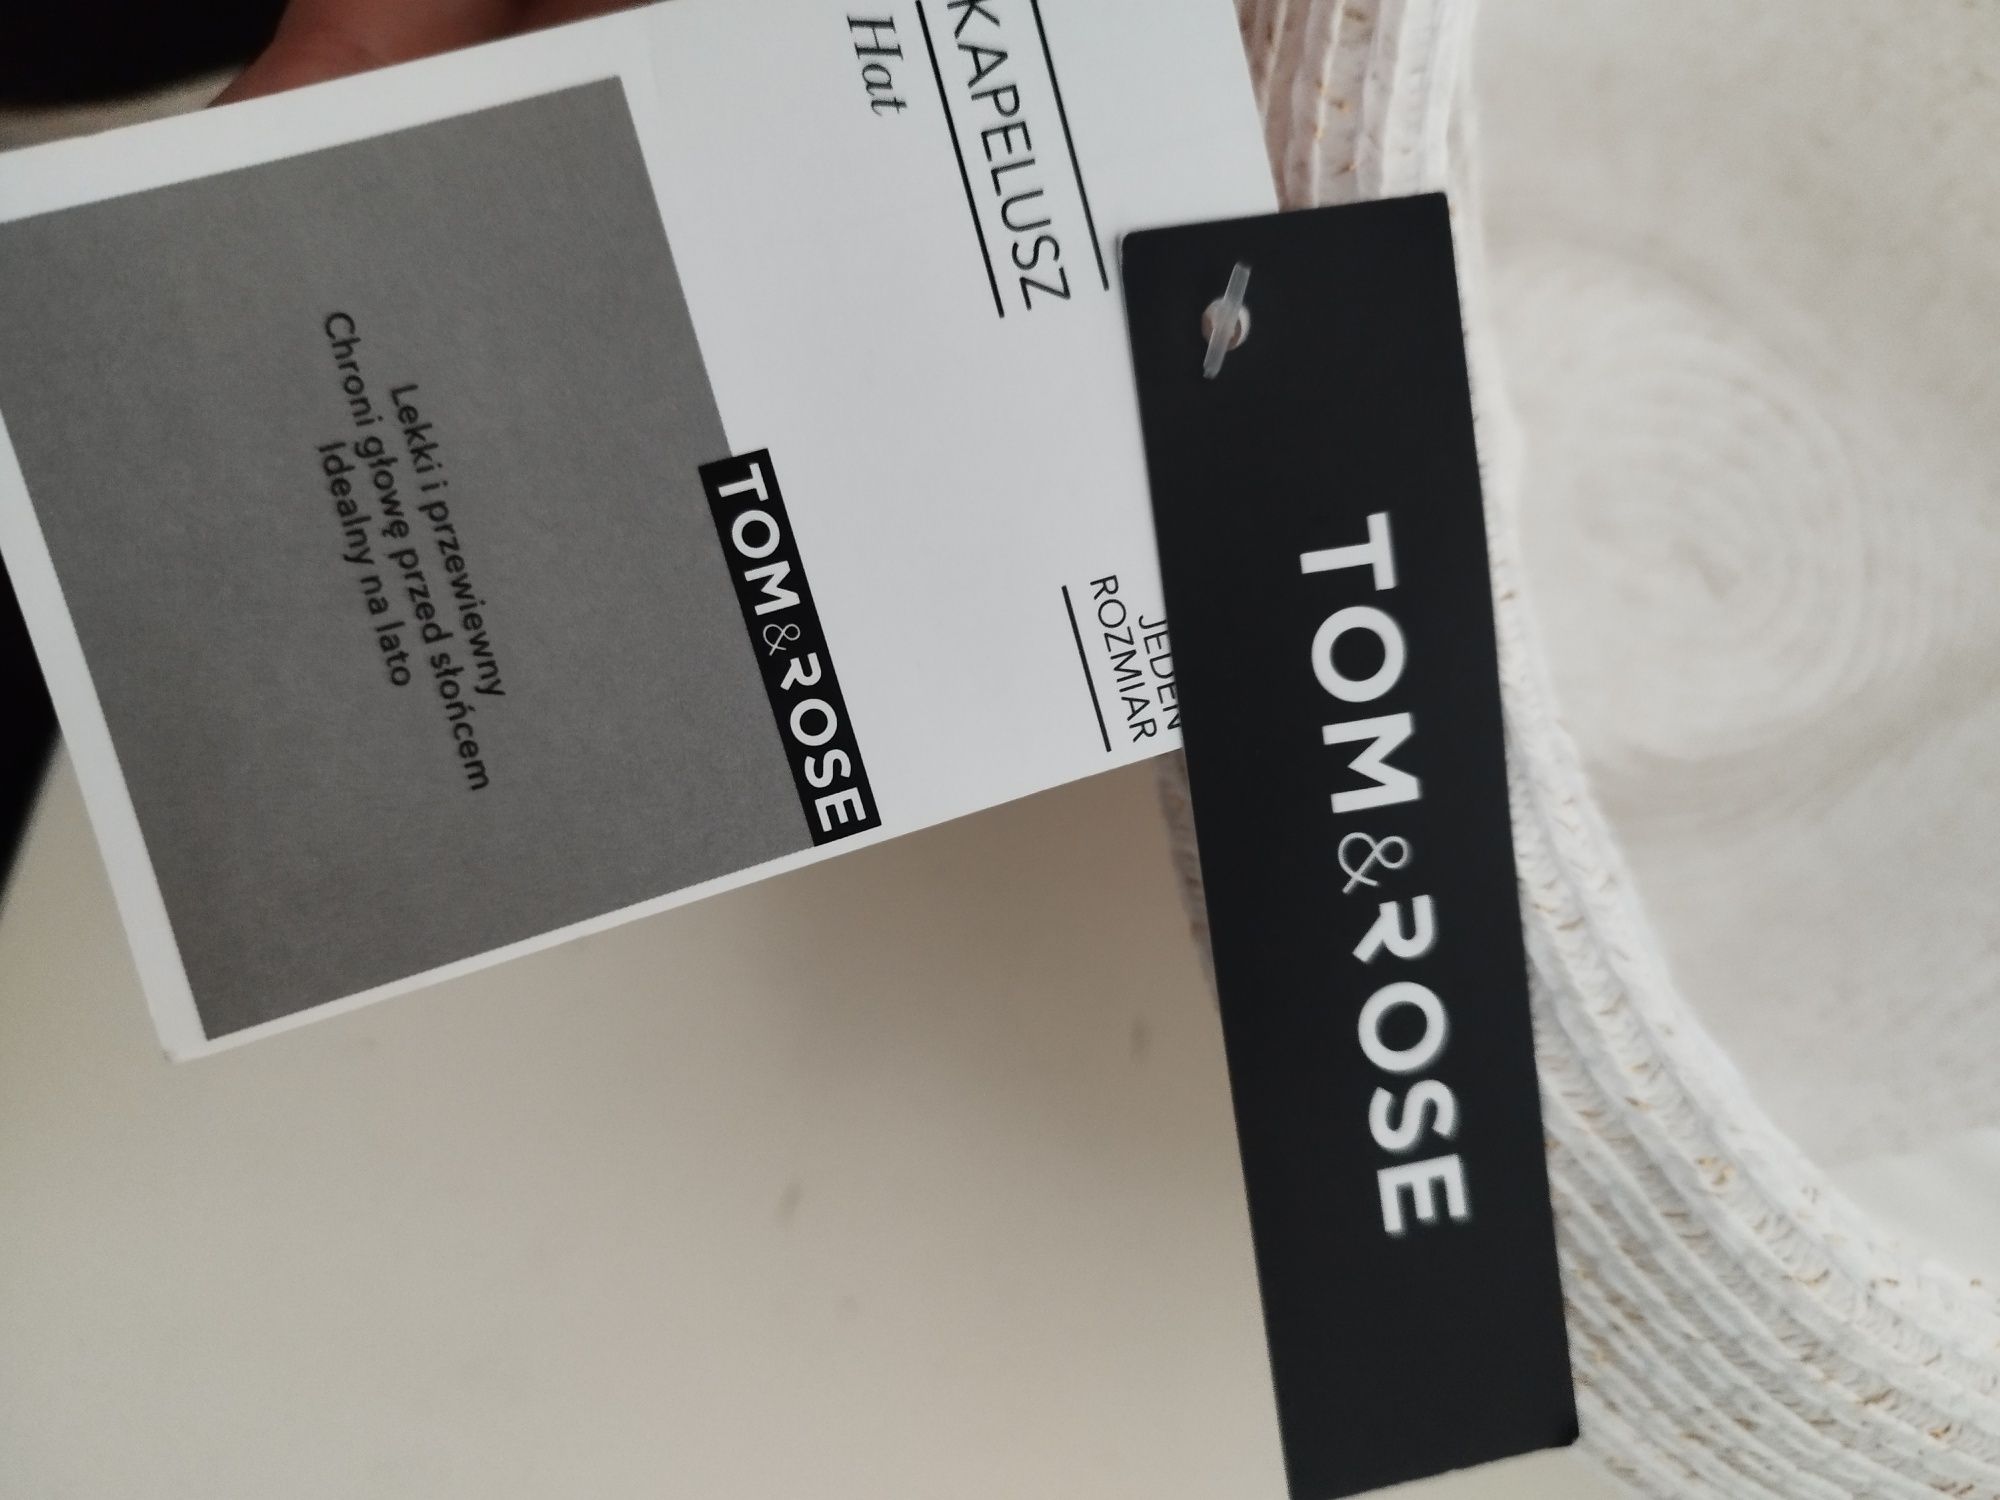 KAPELUSZ
Hat
JEDEN
ROZMIAR
TOM & ROSE
Lekki i przewiewny
Chroni głowę przed słońcem
Idealny na lato
TOM & ROSE